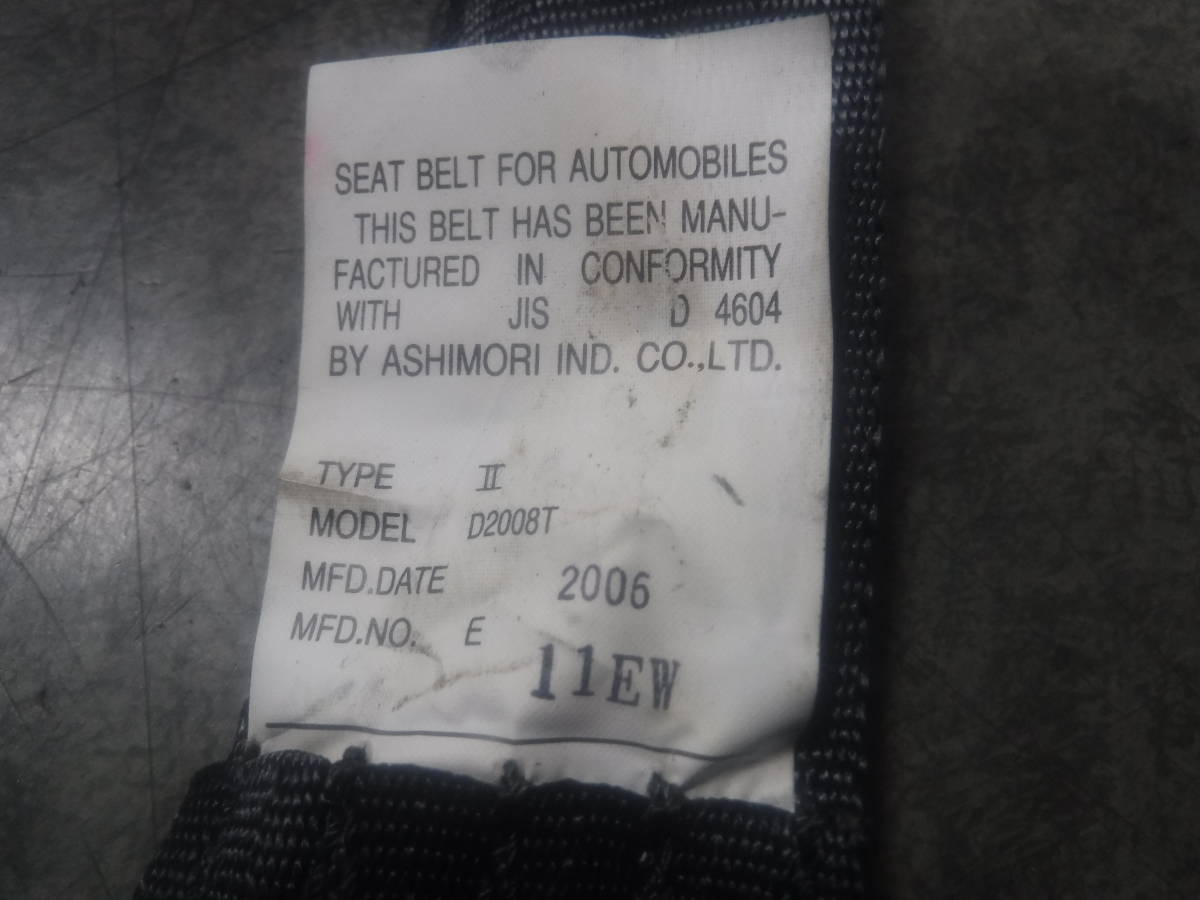 SEAT BELT FOR AUTOMOBILES
THIS BELT HAS BEEN MANU-
FACTURED IN CONFORMITY
WITH JIS D 4604
BY ASHIMORI IND. CO.,LTD.
TYPE II
MODEL D2008T
MFD.DATE 2006
MFD.NO. E
11EW